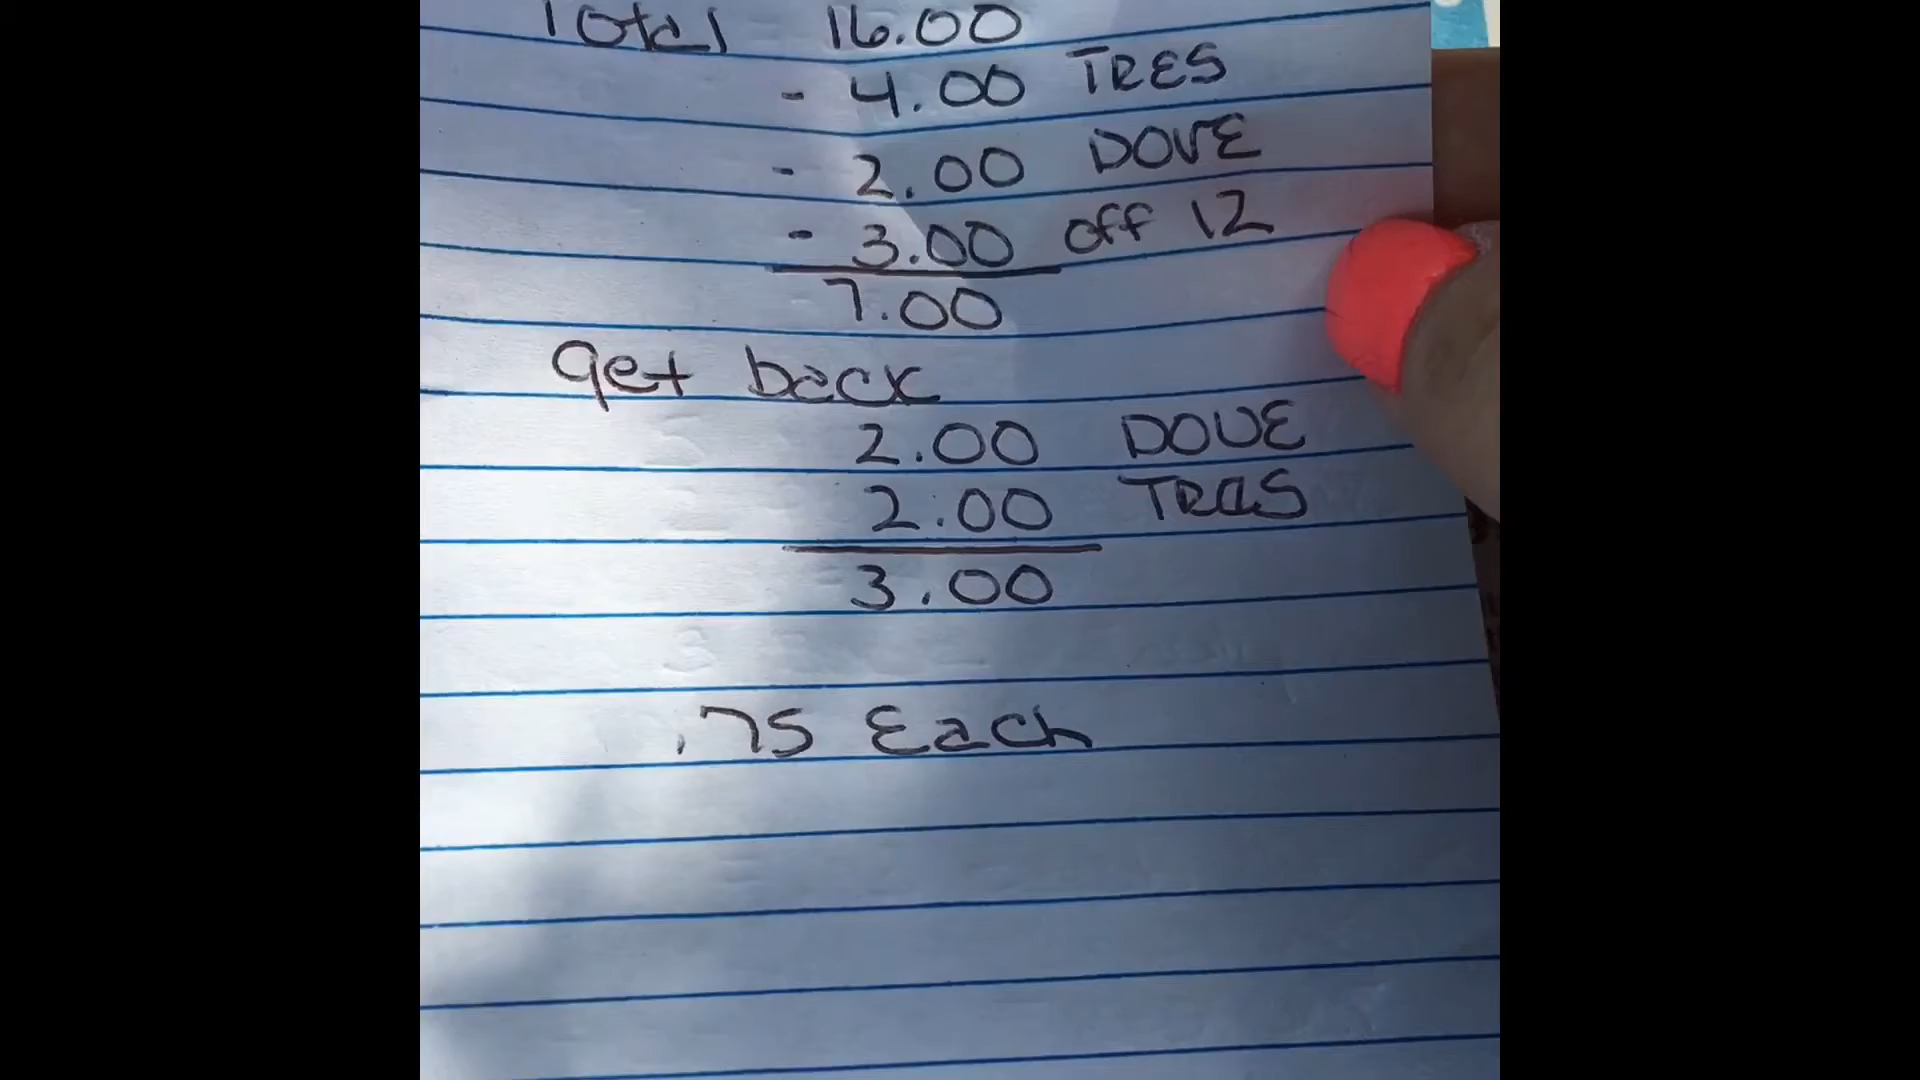 Total 16.00
- 4.00 TRES
- 2.00 DOVE
- 3.00 off 12
7.00
get back
2.00 DOVE
2.00 TRES
3.00
.75 Each